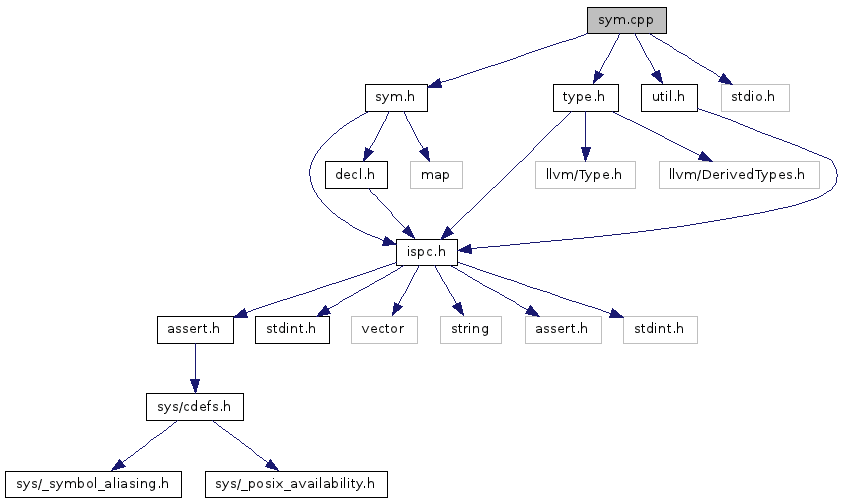 sym.cpp
sym.h
type.h
util.h
stdio.h
decl.h
map
llvm/Type.h
llvm/DerivedTypes.h
ispc.h
assert.h
stdint.h
vector
string
assert.h
stdint.h
sys/cdefs.h
sys/_symbol_aliasing.h
sys/_posix_availability.h